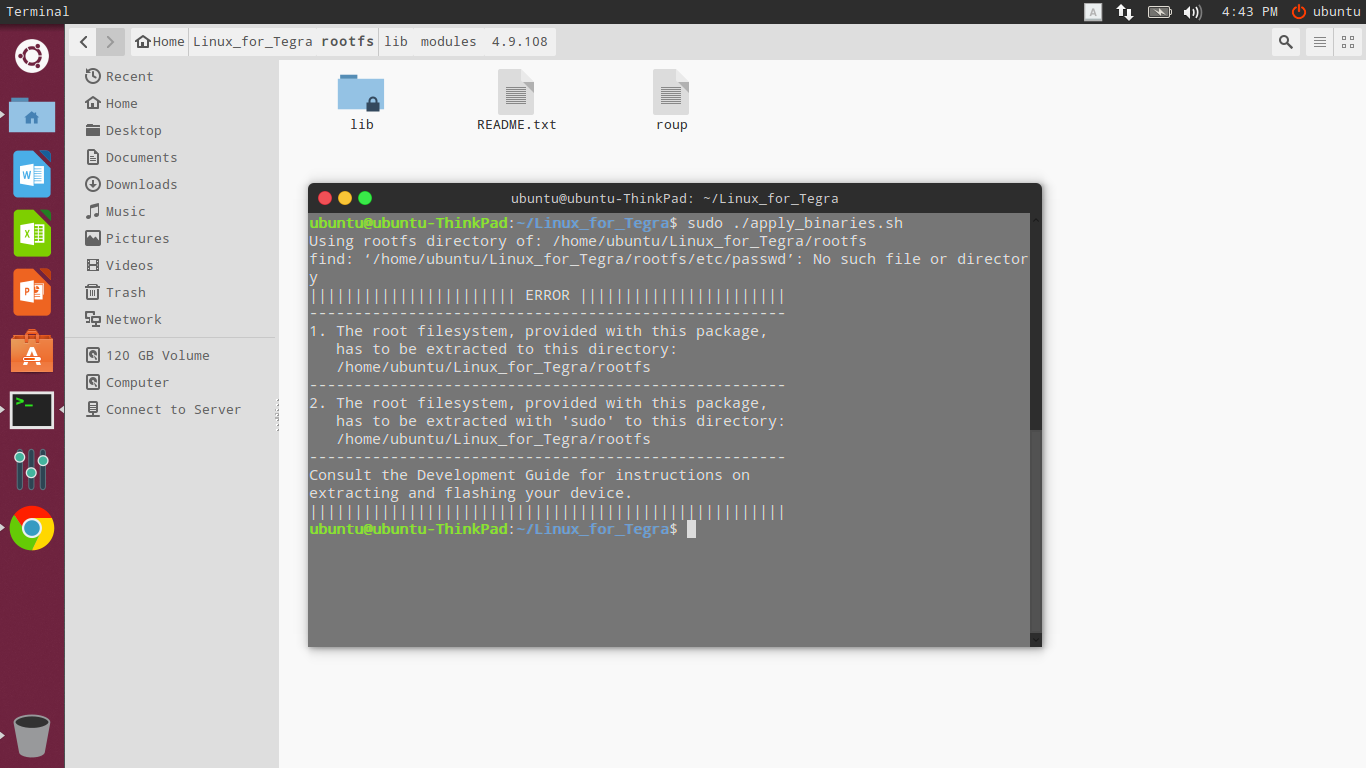 Terminal
A
4:43 PM
ubuntu
Home Linux_for_Tegra rootfs lib modules 4.9.108
Recent
Home
Desktop
Documents
Downloads
Music
Pictures
Videos
Trash
Network
120 GB Volume
Computer
Connect to Server
lib
README.txt
roup
W
X
P
A
>_
ubuntu@ubuntu-ThinkPad: ~/Linux_for_Tegra
ubuntu@ubuntu-ThinkPad:~/Linux_for_Tegra$ sudo ./apply_binaries.sh
Using rootfs directory of: /home/ubuntu/Linux_for_Tegra/rootfs
find: ‘/home/ubuntu/Linux_for_Tegra/rootfs/etc/passwd’: No such file or director
y
||||||||||||||||||||||| ERROR |||||||||||||||||||||||
-----------------------------------------------------
1. The root filesystem, provided with this package,
has to be extracted to this directory:
/home/ubuntu/Linux_for_Tegra/rootfs
-----------------------------------------------------
2. The root filesystem, provided with this package,
has to be extracted with 'sudo' to this directory:
/home/ubuntu/Linux_for_Tegra/rootfs
-----------------------------------------------------
Consult the Development Guide for instructions on
extracting and flashing your device.
|||||||||||||||||||||||||||||||||||||||||||||||||||||
ubuntu@ubuntu-ThinkPad:~/Linux_for_Tegra$